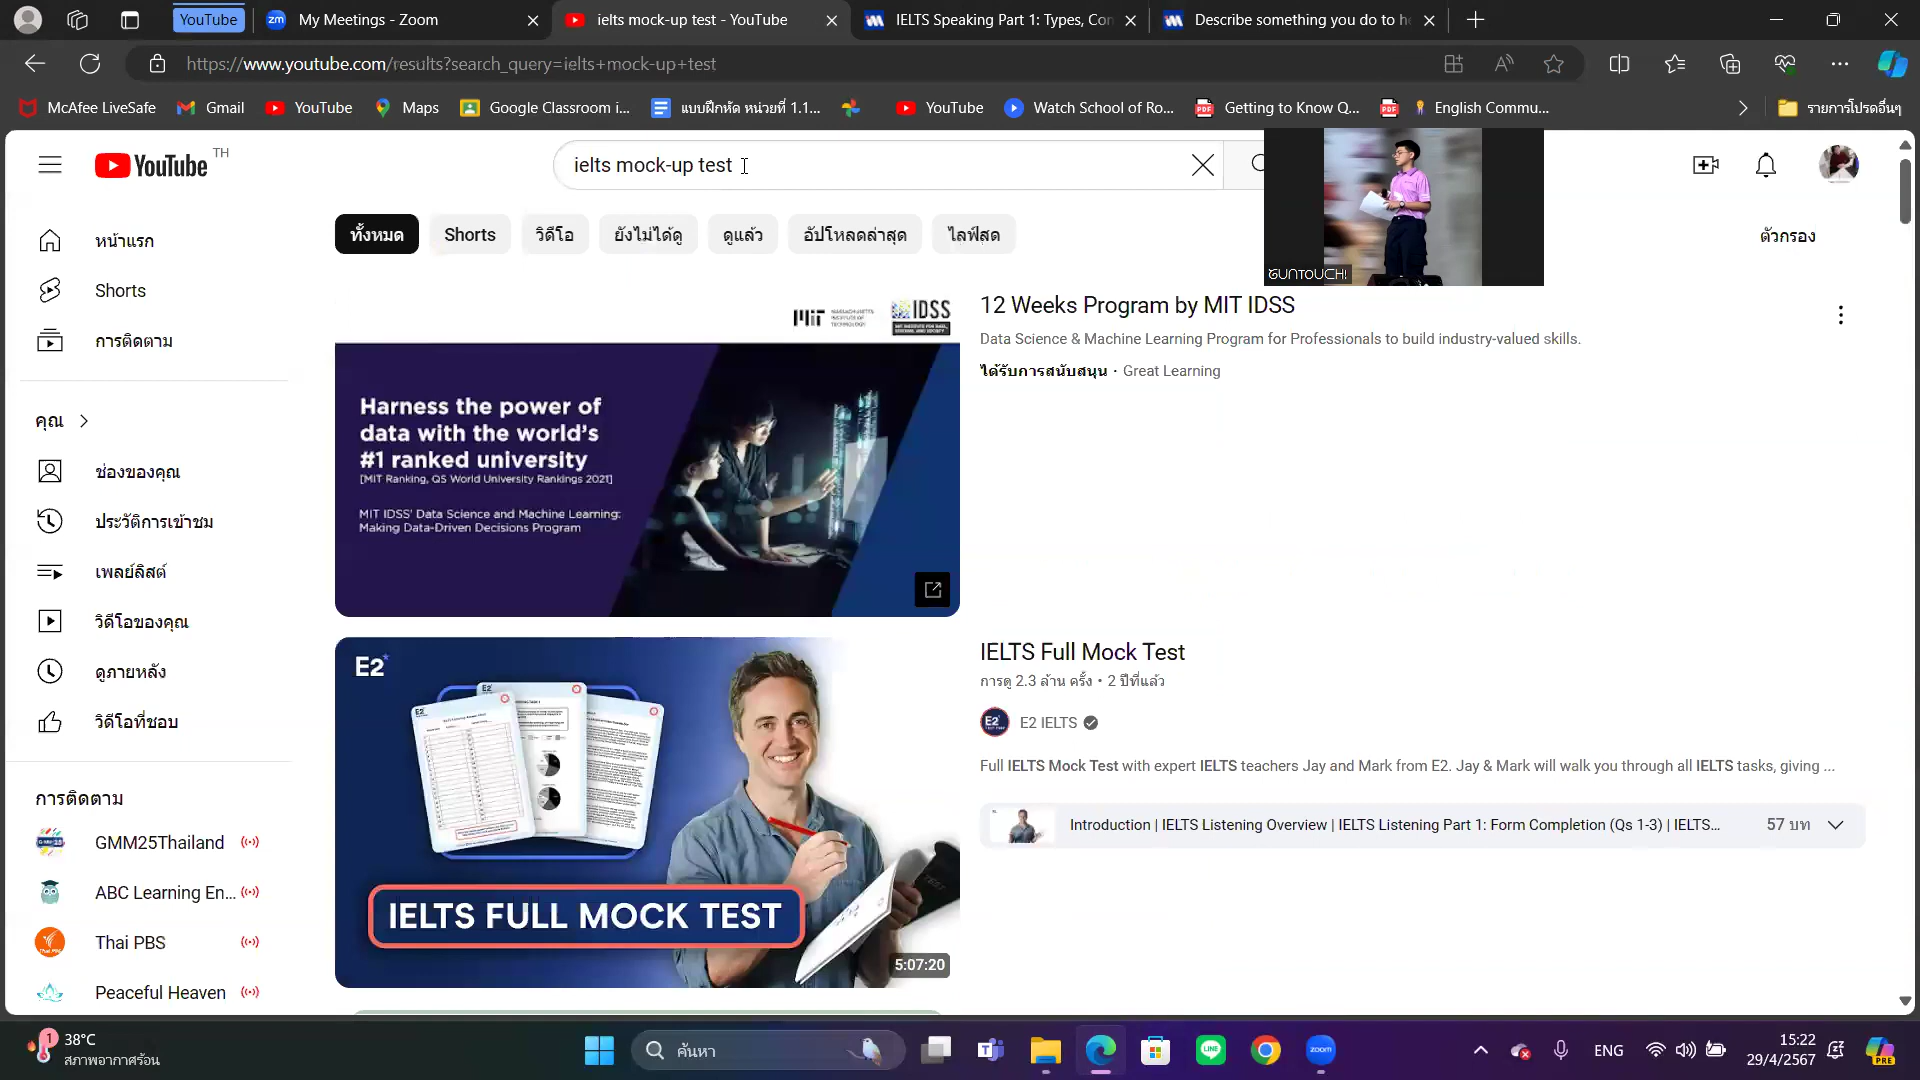 YouTube
My Meetings - Zoom
ielts mock-up test - YouTube
IELTS Speaking Part 1: Types, Con
Describe something you do to he
https://www.youtube.com/results?search_query=ielts+mock-up+test
McAfee LiveSafe
Gmail
YouTube
Maps
Google Classroom i...
แบบฝึกหัด หน่วยที่ 1.1...
YouTube
Watch School of Ro...
Getting to Know Q...
English Commu...
รายการโปรดอื่นๆ
YouTube TH
ielts mock-up test
GUNTOUCH!
ทั้งหมด
Shorts
วิดีโอ
ยังไม่ได้ดู
ดูแล้ว
อัปโหลดล่าสุด
ไลฟ์สด
ตัวกรอง
หน้าแรก
Shorts
การติดตาม
คุณ
ช่องของคุณ
ประวัติการเข้าชม
เพลย์ลิสต์
วิดีโอของคุณ
ดูภายหลัง
วิดีโอที่ชอบ
การติดตาม
GMM25Thailand
ABC Learning En...
Thai PBS
Peaceful Heaven
MIT MASSACHUSETTS INSTITUTE OF TECHNOLOGY
IDSS
Harness the power of
data with the world's
#1 ranked university
[MIT Ranking, QS World University Rankings 2021]
MIT IDSS' Data Science and Machine Learning:
Making Data-Driven Decisions Program
12 Weeks Program by MIT IDSS
Data Science & Machine Learning Program for Professionals to build industry-valued skills.
ได้รับการสนับสนุน · Great Learning
E2
IELTS FULL MOCK TEST
5:07:20
IELTS Full Mock Test
การดู 2.3 ล้าน ครั้ง • 2 ปีที่แล้ว
E2 IELTS
Full IELTS Mock Test with expert IELTS teachers Jay and Mark from E2. Jay & Mark will walk you through all IELTS tasks, giving ...
Introduction | IELTS Listening Overview | IELTS Listening Part 1: Form Completion (Qs 1-3) | IELTS...
57 บท
1
38°C
สภาพอากาศร้อน
ค้นหา
zoom
LINE
ENG
15:22
29/4/2567
PRE